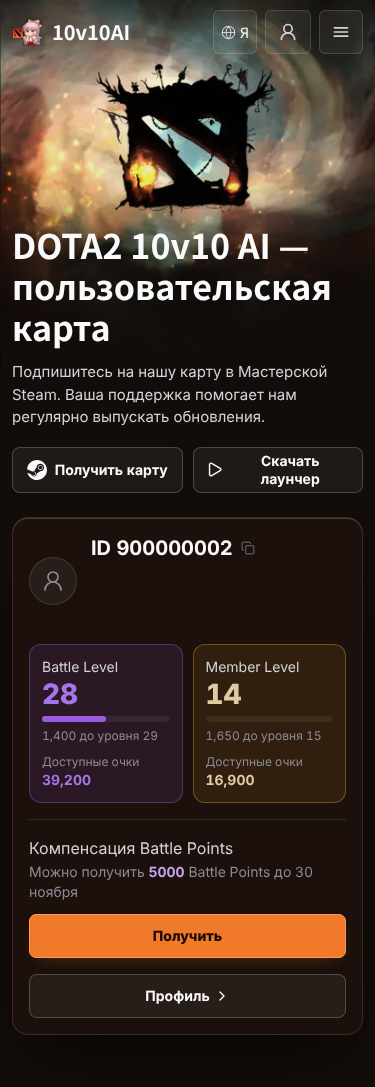 10v10AI
Я
DOTA2 10v10 AI —
пользовательская
карта
Подпишитесь на нашу карту в Мастерской
Steam. Ваша поддержка помогает нам
регулярно выпускать обновления.
Получить карту
Скачать
лаунчер
ID 900000002
Battle Level
28
1,400 до уровня 29
Доступные очки
39,200
Member Level
14
1,650 до уровня 15
Доступные очки
16,900
Компенсация Battle Points
Можно получить 5000 Battle Points до 30
ноября
Получить
Профиль